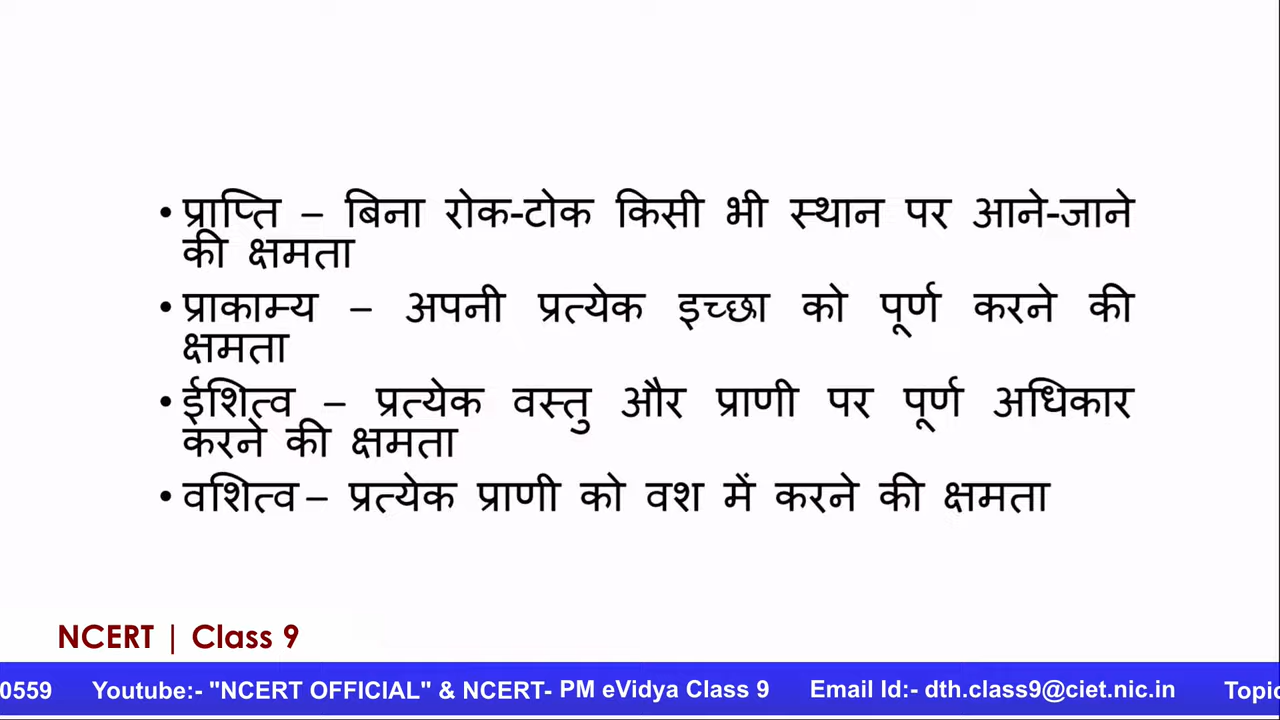 • प्राप्ति – बिना रोक-टोक किसी भी स्थान पर आने-जाने
की क्षमता
• प्राकाम्य – अपनी प्रत्येक इच्छा को पूर्ण करने की
क्षमता
• ईशित्व – प्रत्येक वस्तु और प्राणी पर पूर्ण अधिकार
करने की क्षमता
• वशित्व – प्रत्येक प्राणी को वश में करने की क्षमता
NCERT | Class 9
0559 Youtube:- "NCERT OFFICIAL" & NCERT- PM eVidya Class 9 Email Id:- dth.class9@ciet.nic.in Topic